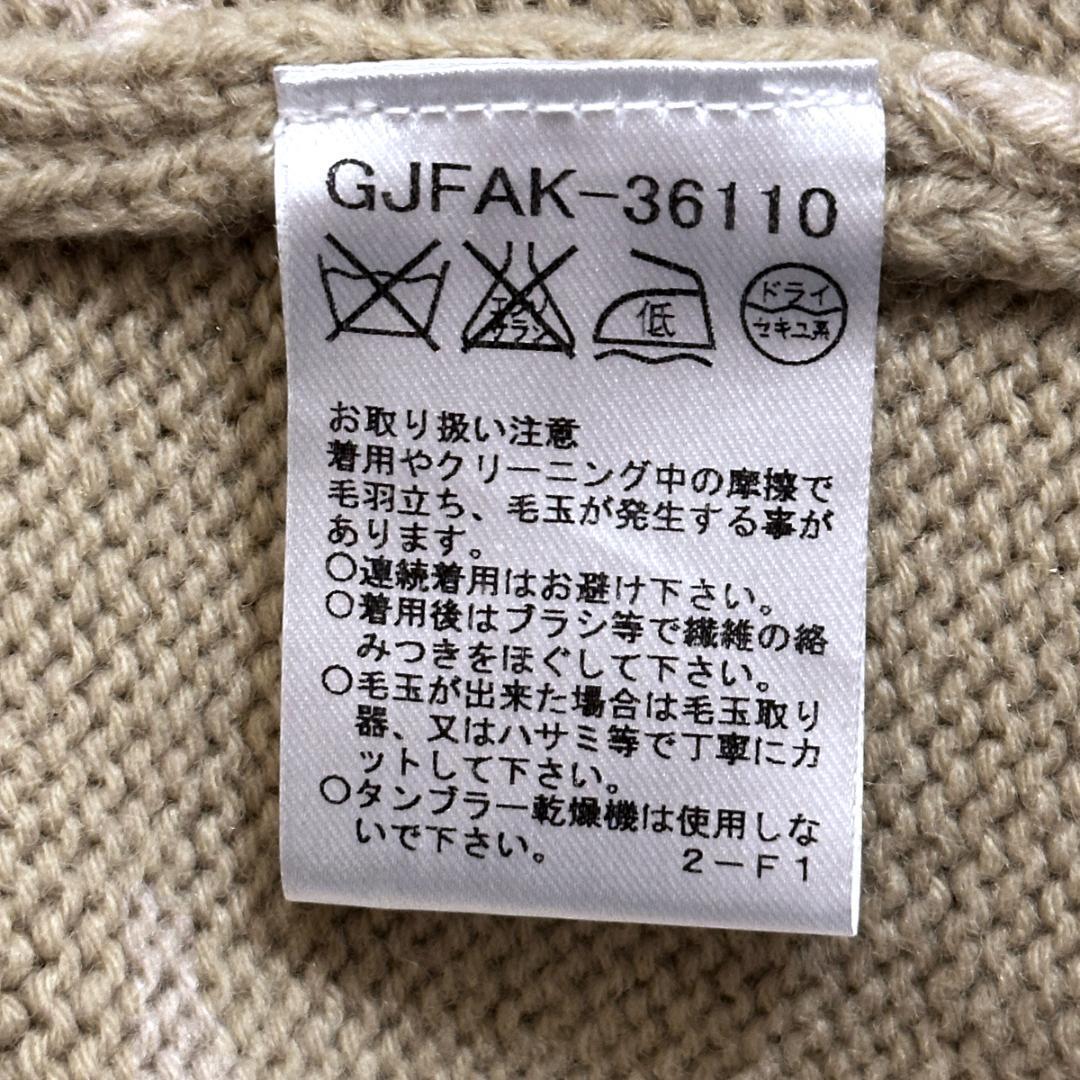 GJFAK-36110
エンソ
サラシ
低
ドライ
セキユ系
お取り扱い注意
着用やクリーニング中の摩擦で
毛羽立ち、毛玉が発生する事が
あります。
○連続着用はお避け下さい。
○着用後はブラシ等で繊維の絡
みつきをほぐして下さい。
○毛玉が出来た場合は毛玉取り
器、又はハサミ等で丁寧にカ
ットして下さい。
○タンブラー乾燥機は使用しな
いで下さい。
2-F1